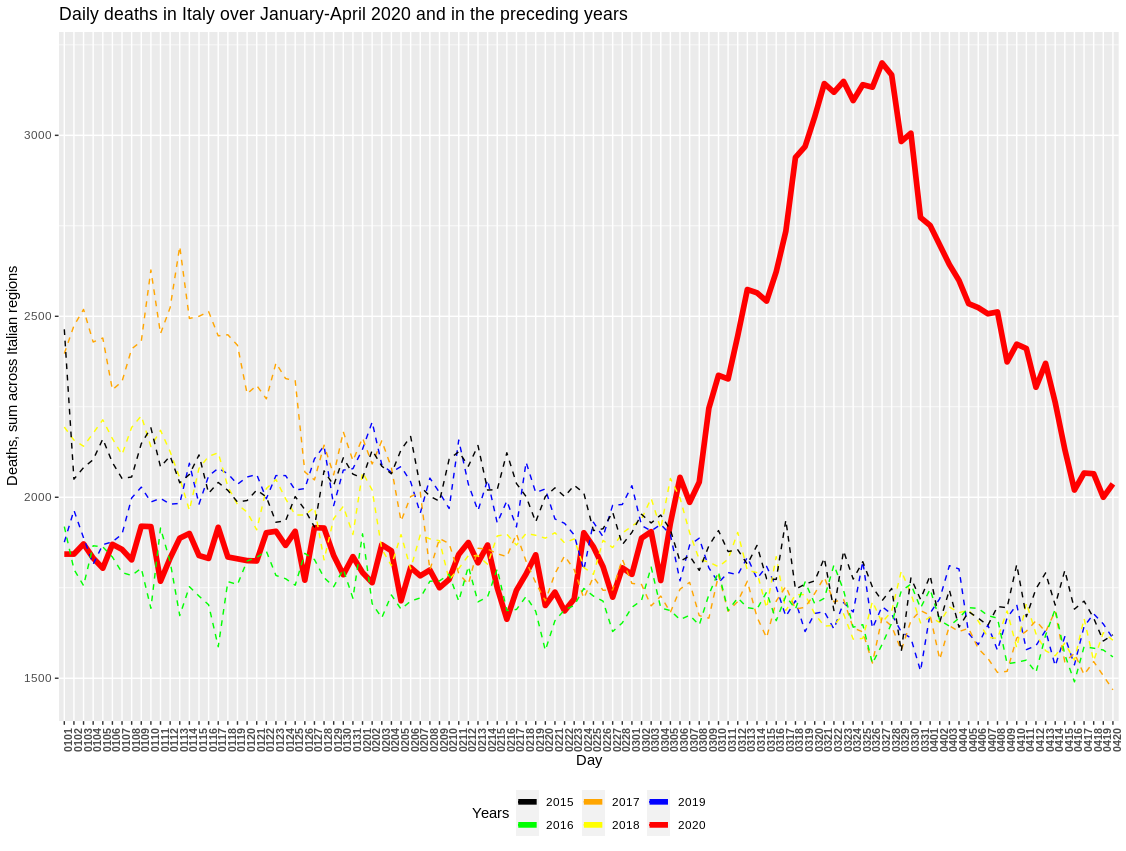 Daily deaths in Italy over January-April 2020 and in the preceding years
Deaths, sum across Italian regions
3000
2500
2000
1500
0101 0102 0103 0104 0105 0106 0107 0108 0109 0110 0111 0112 0113 0114 0115 0116 0117 0118 0119 0120 0121 0122 0123 0124 0125 0126 0127 0128 0129 0130 0131 0201 0202 0203 0204 0205 0206 0207 0208 0209 0210 0211 0212 0213 0214 0215 0216 0217 0218 0219 0220 0221 0222 0223 0224 0225 0226 0227 0228 0301 0302 0303 0304 0305 0306 0307 0308 0309 0310 0311 0312 0313 0314 0315 0316 0317 0318 0319 0320 0321 0322 0323 0324 0325 0326 0327 0328 0329 0330 0331 0401 0402 0403 0404 0405 0406 0407 0408 0409 0410 0411 0412 0413 0414 0415 0416 0417 0418 0419 0420
Day
Years
2015 2017 2019
2016 2018 2020